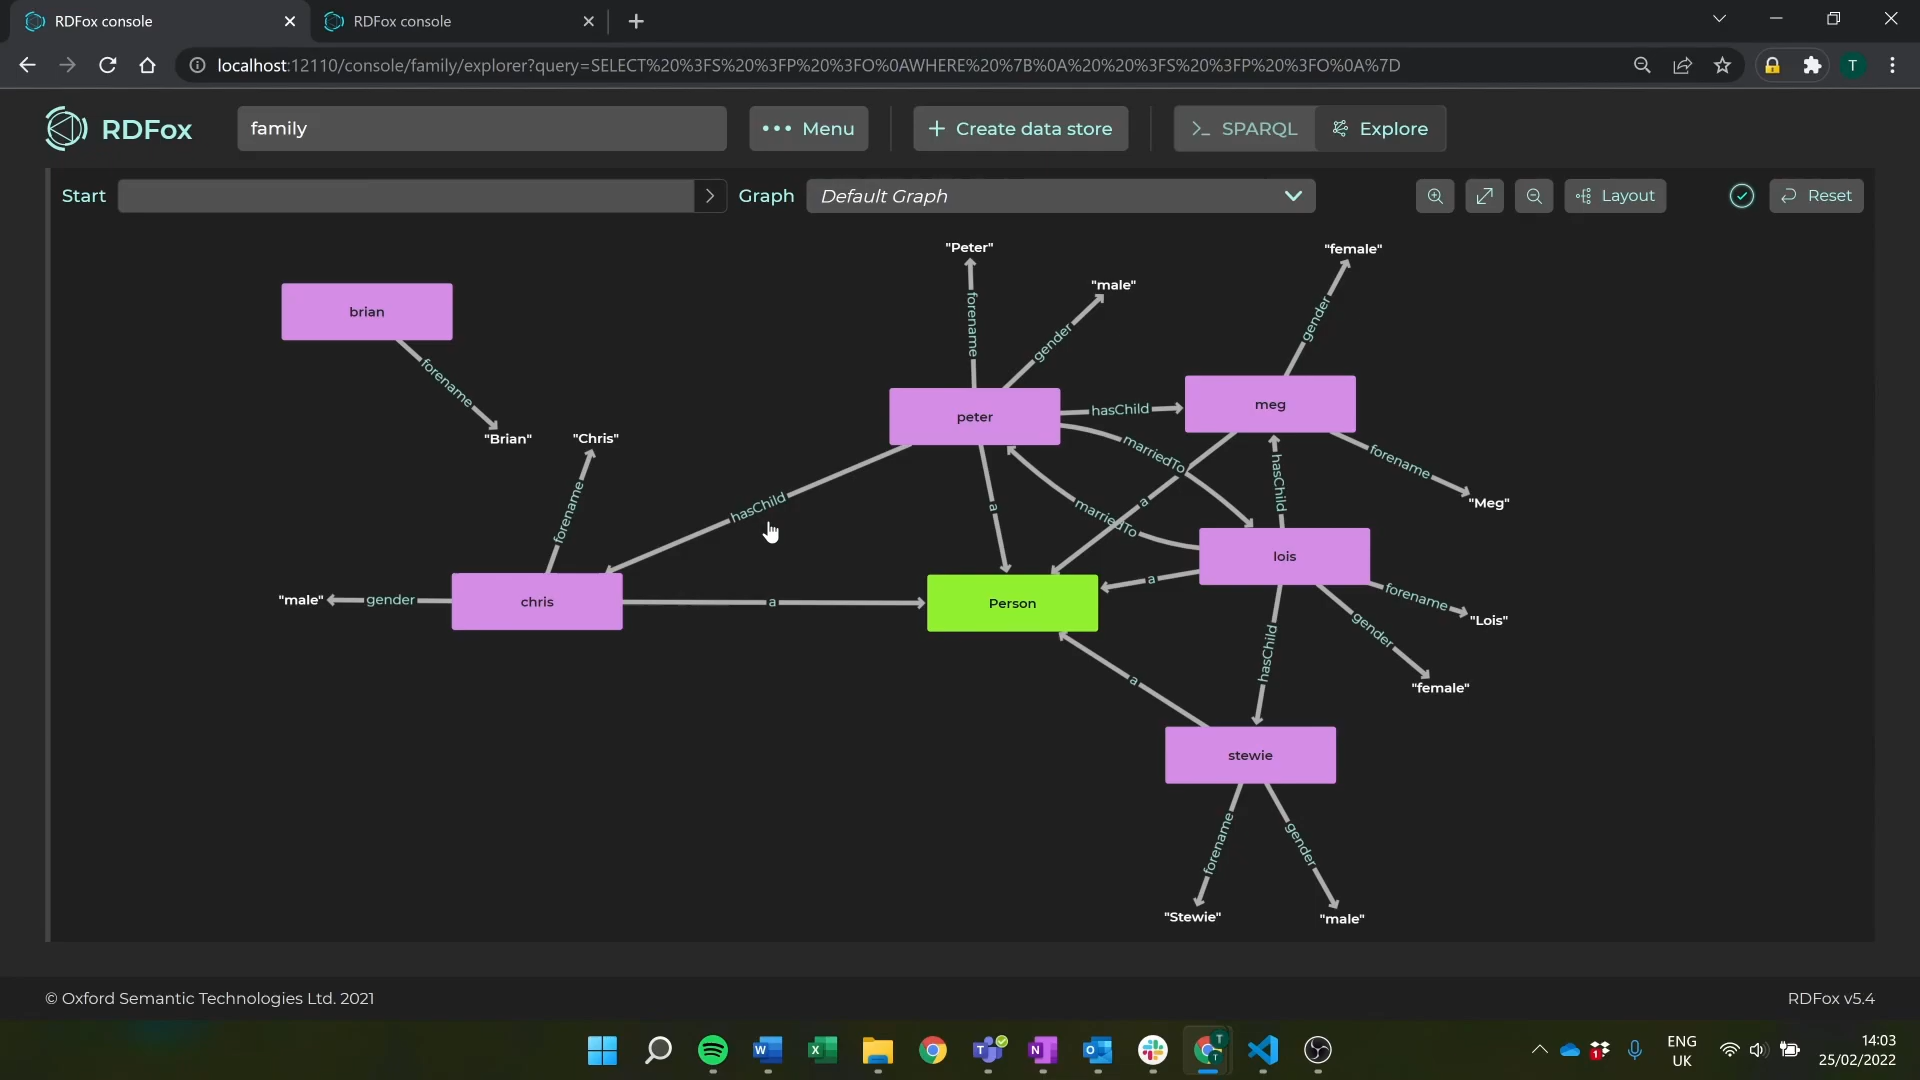 RDFox console
RDFox console
localhost:12110/console/family/explorer?query=SELECT%20%3FS%20%3FP%20%3FO%0AWHERE%20%7B%0A%20%20%3FS%20%3FP%20%3FO%0A%7D
T
RDFox
family
Menu
Create data store
SPARQL
Explore
Start
Graph
Default Graph
Layout
Reset
"Peter"
"female"
"male"
forename
gender
gender
brian
forename
"Brian"
"Chris"
peter
hasChild
meg
marriedTo
forename
"Meg"
hasChild
hasChild
a
a
marriedTo
forename
lois
"male"
gender
chris
a
Person
a
forename
"Lois"
gender
"female"
hasChild
a
stewie
forename
gender
"Stewie"
"male"
© Oxford Semantic Technologies Ltd. 2021
RDFox v5.4
W
X
T
N
O
T
T
1
ENG
UK
14:03
25/02/2022